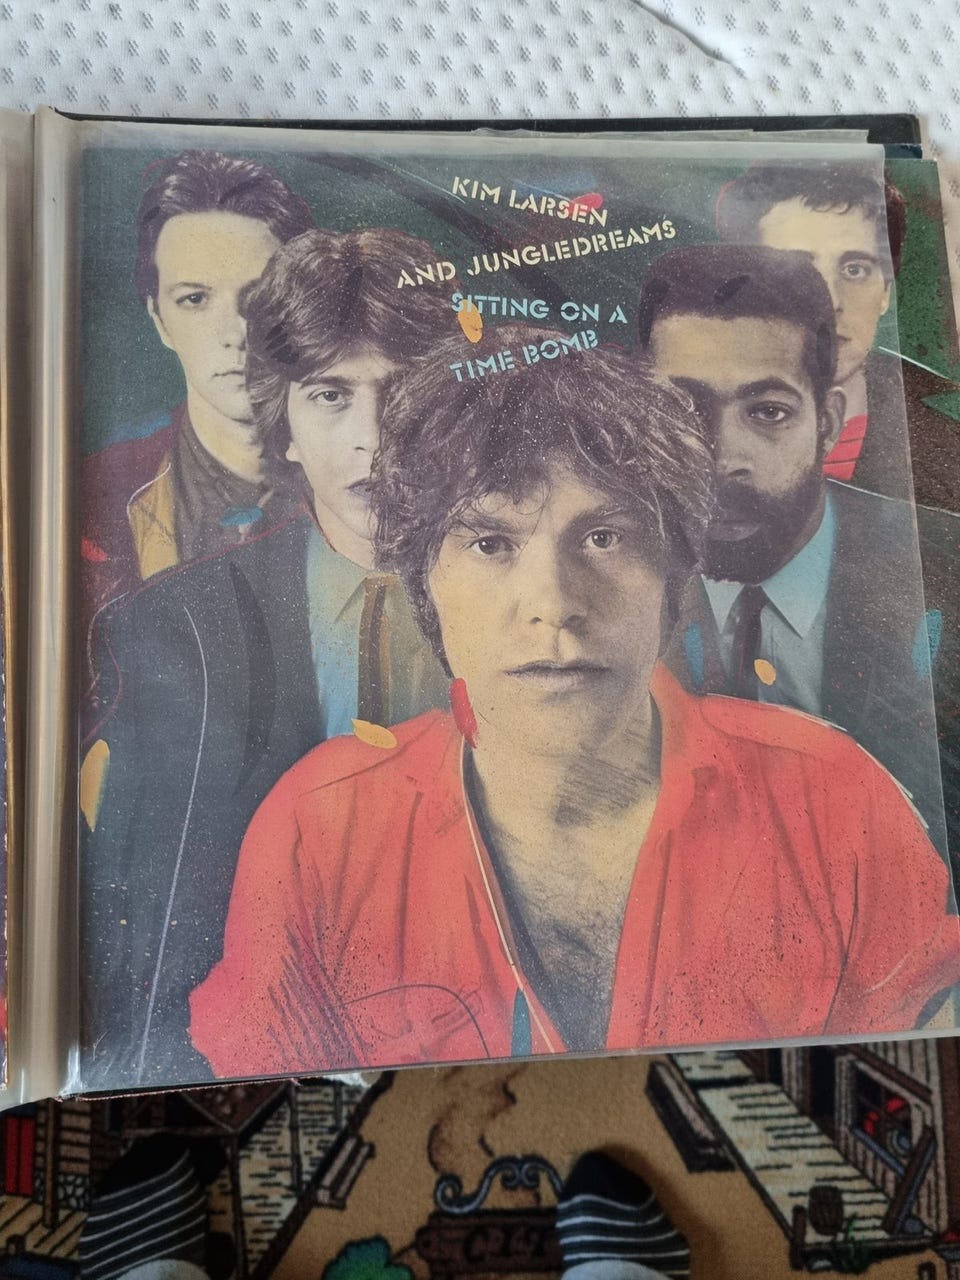 KIM LARSEN
AND JUNGLEDREAMS
SITTING ON A
TIME BOMB